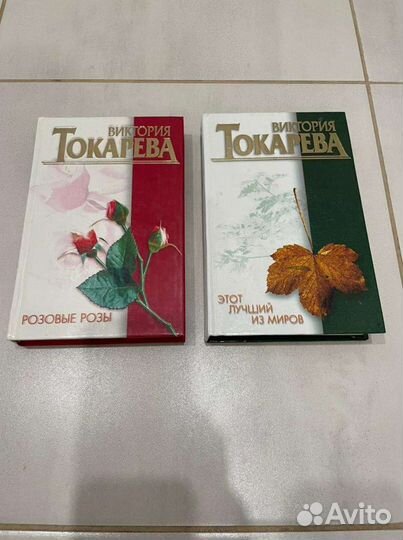 ВИКТОРИЯ
ТОКАРЕВА
РОЗОВЫЕ РОЗЫ
ВИКТОРИЯ
ТОКАРЕВА
ЭТОТ
ЛУЧШИЙ
ИЗ МИРОВ
Avito